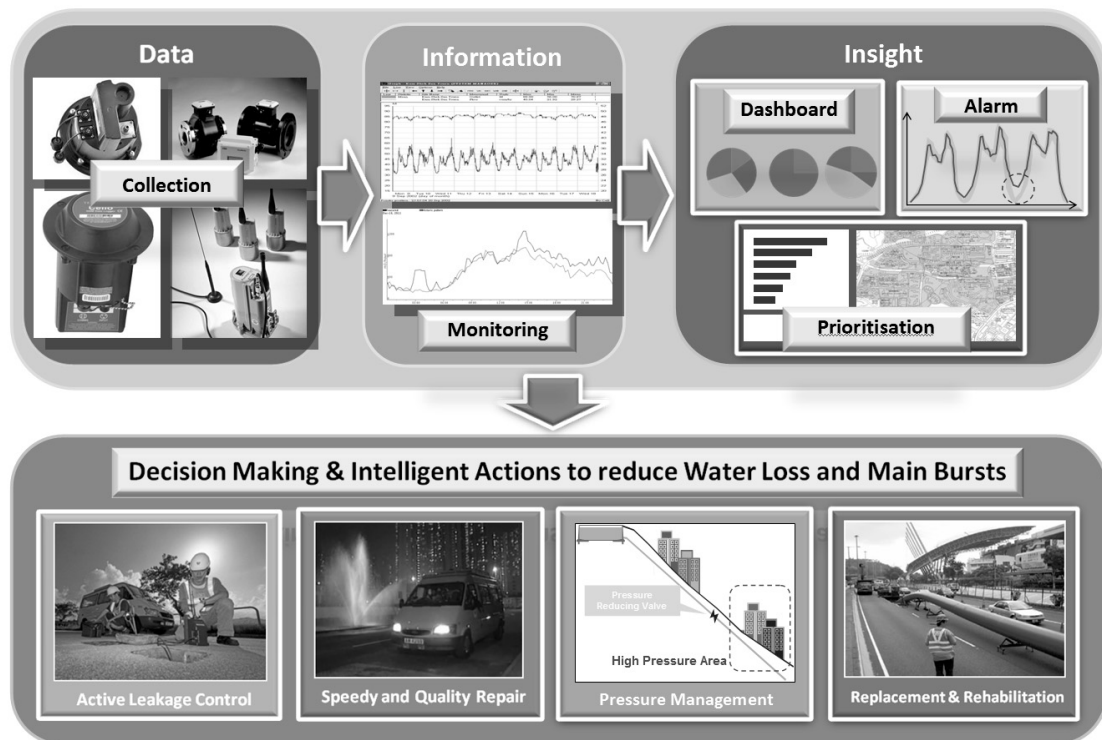 Data
Information
Insight
Collection
Monitoring
Dashboard
Alarm
Prioritisation
Decision Making & Intelligent Actions to reduce Water Loss and Main Bursts
Pressure
Reducing Valve
High Pressure Area
Active Leakage Control
Speedy and Quality Repair
Pressure Management
Replacement & Rehabilitation